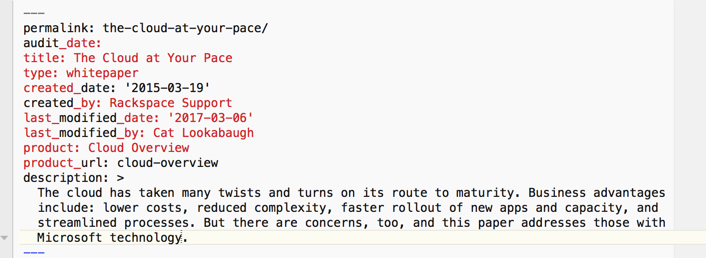 ---
permalink: the-cloud-at-your-pace/
audit_date:
title: The Cloud at Your Pace
type: whitepaper
created_date: '2015-03-19'
created_by: Rackspace Support
last_modified_date: '2017-03-06'
last_modified_by: Cat Lookabaugh
product: Cloud Overview
product_url: cloud-overview
description: >
The cloud has taken many twists and turns on its route to maturity. Business advantages
include: lower costs, reduced complexity, faster rollout of new apps and capacity, and
streamlined processes. But there are concerns, too, and this paper addresses those with
Microsoft technology.
---